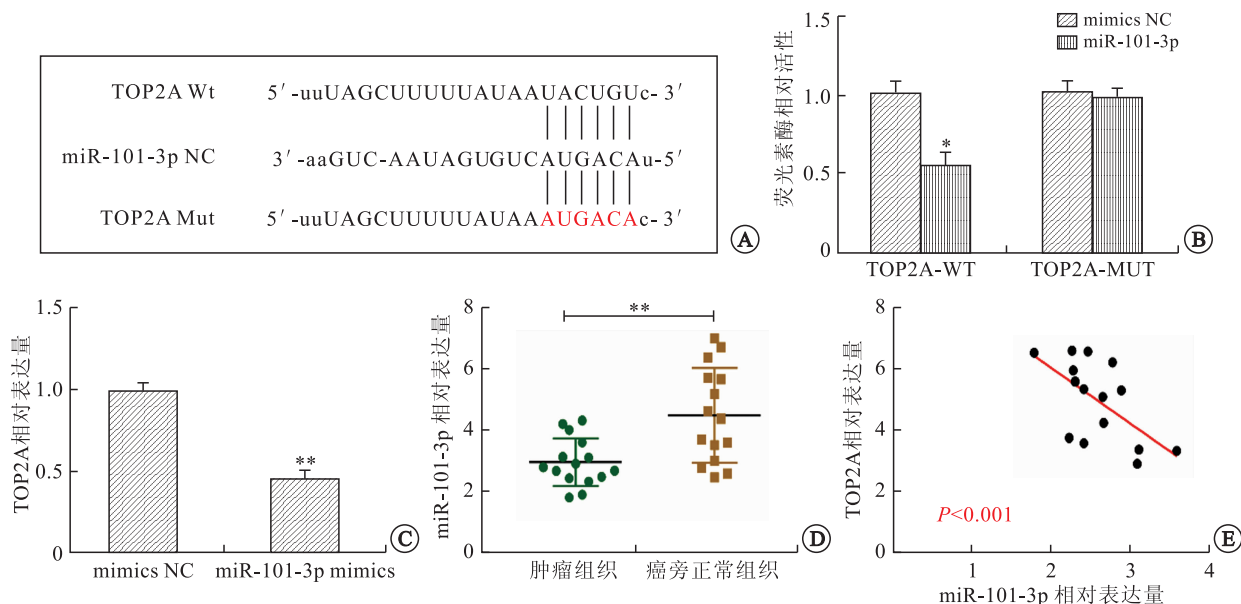 TOP2A Wt 5′-uuUAGCUUUUUAUAAUACUGUc-3′
miR-101-3p NC 3′-aaGUC-AAUAGUGUCAUGACAu-5′
TOP2A Mut 5′-uuUAGCUUUUUAUAAAUGACAc-3′
A
mimics NC
miR-101-3p
荧光素酶相对活性
1.5
1.0
0.5
0
*
TOP2A-WT TOP2A-MUT
B
TOP2A相对表达量
1.5
1.0
0.5
0
**
mimics NC miR-101-3p mimics
C
miR-101-3p 相对表达量
8
6
4
2
0
**
肿瘤组织 癌旁正常组织
D
TOP2A相对表达量
8
6
4
2
0
P<0.001
1 2 3 4
miR-101-3p 相对表达量
E